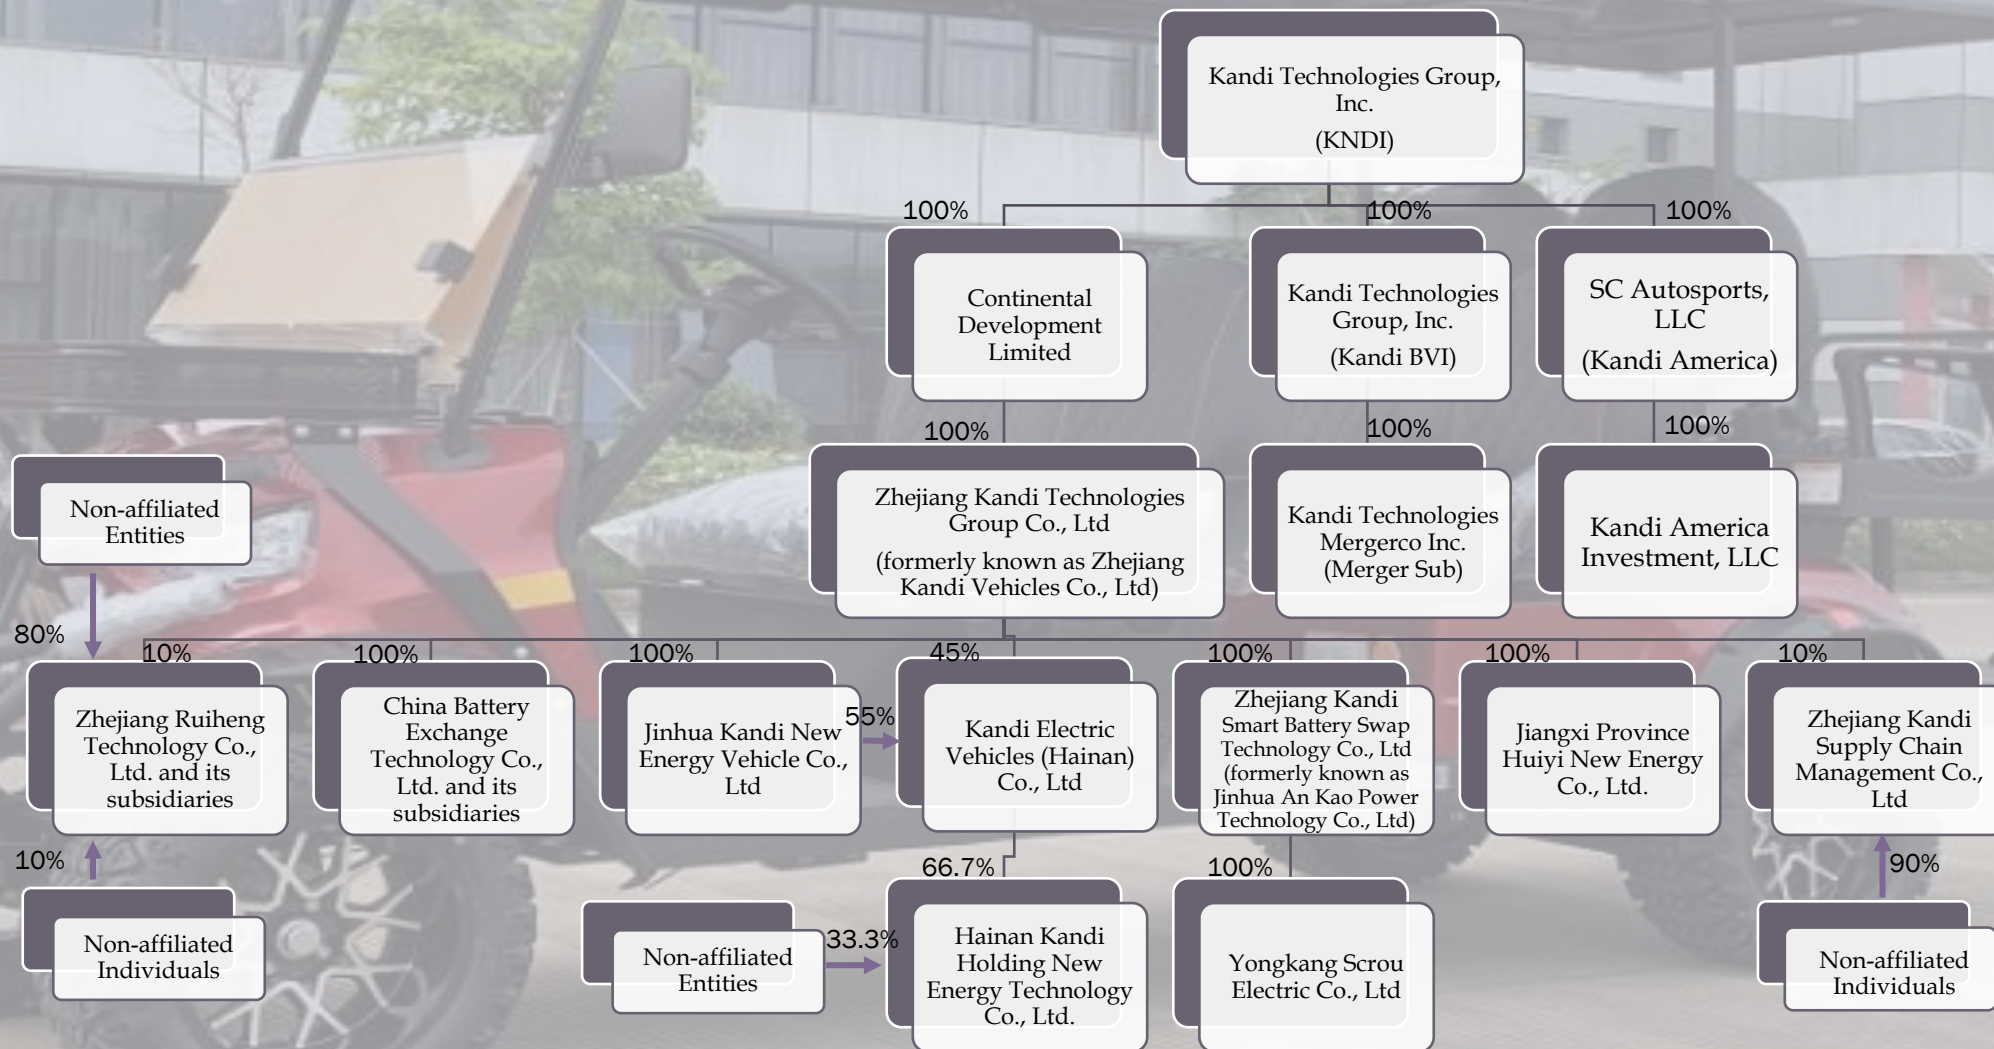 Kandi Technologies Group,
Inc.
(KNDI)
100%
100%
100%
Continental
Development
Limited
Kandi Technologies
Group, Inc.
(Kandi BVI)
SC Autosports,
LLC
(Kandi America)
100%
100%
100%
Zhejiang Kandi Technologies
Group Co., Ltd
(formerly known as Zhejiang
Kandi Vehicles Co., Ltd)
Kandi Technologies
Mergerco Inc.
(Merger Sub)
Kandi America
Investment, LLC
Non-affiliated
Entities
80%
10%
100%
100%
45%
100%
100%
10%
Zhejiang Ruiheng
Technology Co.,
Ltd. and its
subsidiaries
China Battery
Exchange
Technology Co.,
Ltd. and its
subsidiaries
Jinhua Kandi New
Energy Vehicle Co.,
Ltd
55%
Kandi Electric
Vehicles (Hainan)
Co., Ltd
Zhejiang Kandi
Smart Battery Swap
Technology Co., Ltd
(formerly known as
Jinhua An Kao Power
Technology Co., Ltd)
Jiangxi Province
Huiyi New Energy
Co., Ltd.
Zhejiang Kandi
Supply Chain
Management Co.,
Ltd
10%
66.7%
100%
90%
Non-affiliated
Individuals
Non-affiliated
Entities
33.3%
Hainan Kandi
Holding New
Energy Technology
Co., Ltd.
Yongkang Scrou
Electric Co., Ltd
Non-affiliated
Individuals